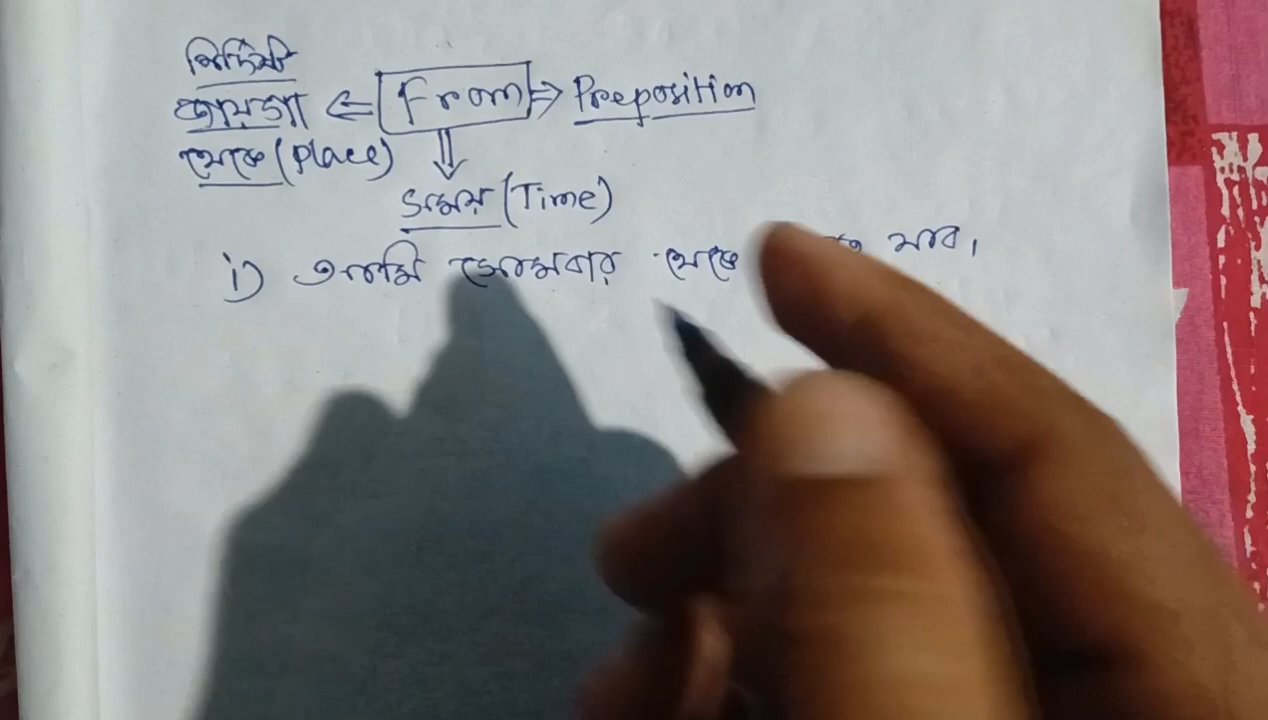 নির্দিষ্ট
জায়গা ⇐ From ⇒ Preposition
থেকে (Place)
⇓
সময় (Time)
i) আমি সোমবার থেকে যাব।